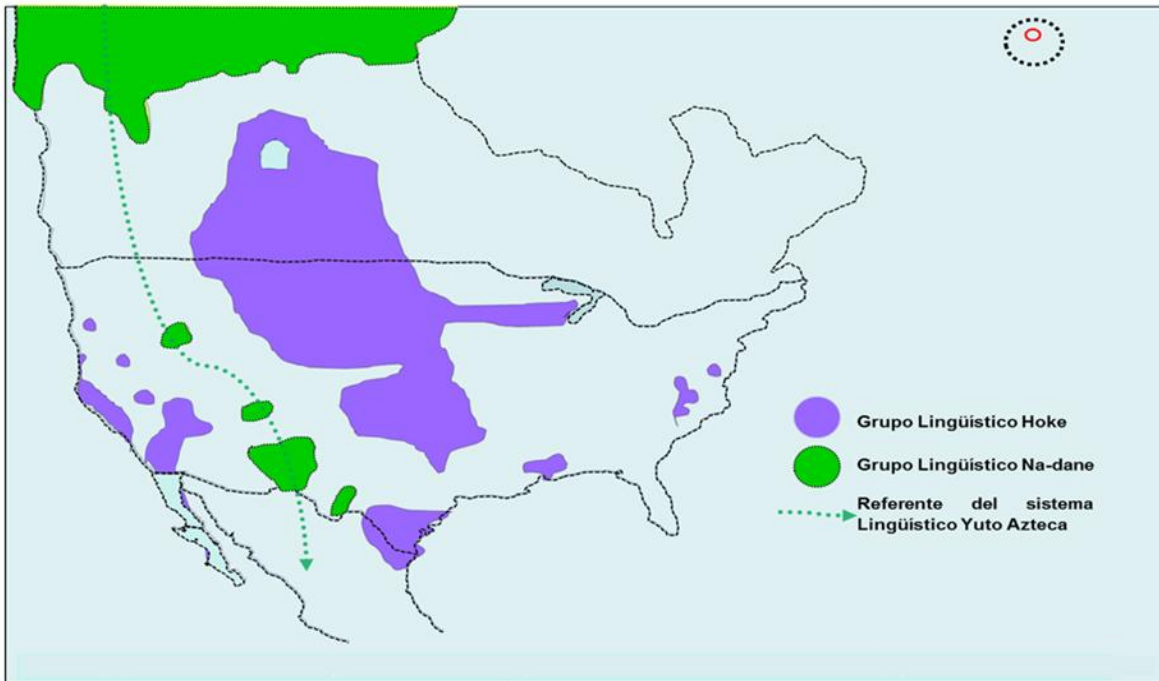 Grupo Lingüístico Hoke
Grupo Lingüístico Na-dane
Referente del sistema
Lingüístico Yuto Azteca